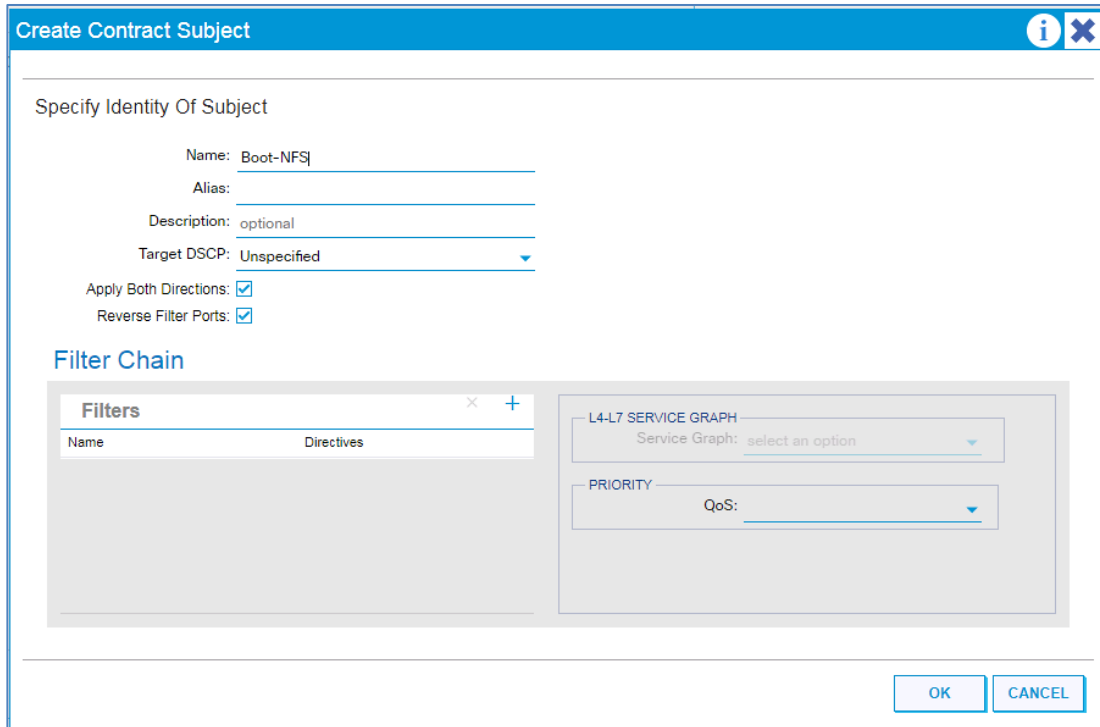 Create Contract Subject
i
Specify Identity Of Subject
Name: Boot-NFS
Alias:
Description: optional
Target DSCP: Unspecified
Apply Both Directions:
Reverse Filter Ports:
Filter Chain
Filters
Name Directives
L4-L7 SERVICE GRAPH
Service Graph: select an option
PRIORITY
QoS:
OK CANCEL